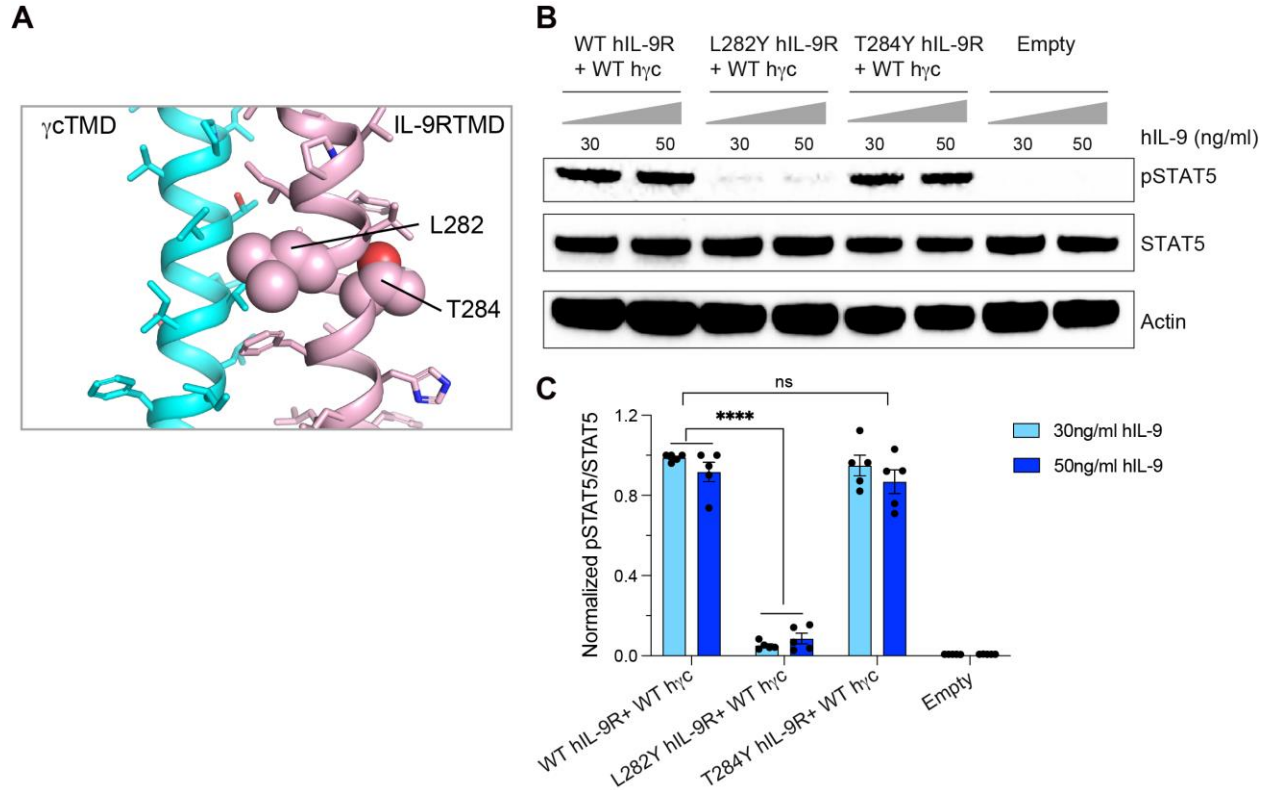 A
γcTMD
IL-9RTMD
L282
T284
B
WT hIL-9R
+ WT hγc
L282Y hIL-9R
+ WT hγc
T284Y hIL-9R
+ WT hγc
Empty
30 50 30 50 30 50 30 50 hIL-9 (ng/ml)
pSTAT5
STAT5
Actin
C
ns
****
1.2
0.8
0.4
0.0
Normalized pSTAT5/STAT5
30ng/ml hIL-9
50ng/ml hIL-9
WT hIL-9R+ WT hγc
L282Y hIL-9R+ WT hγc
T284Y hIL-9R+ WT hγc
Empty